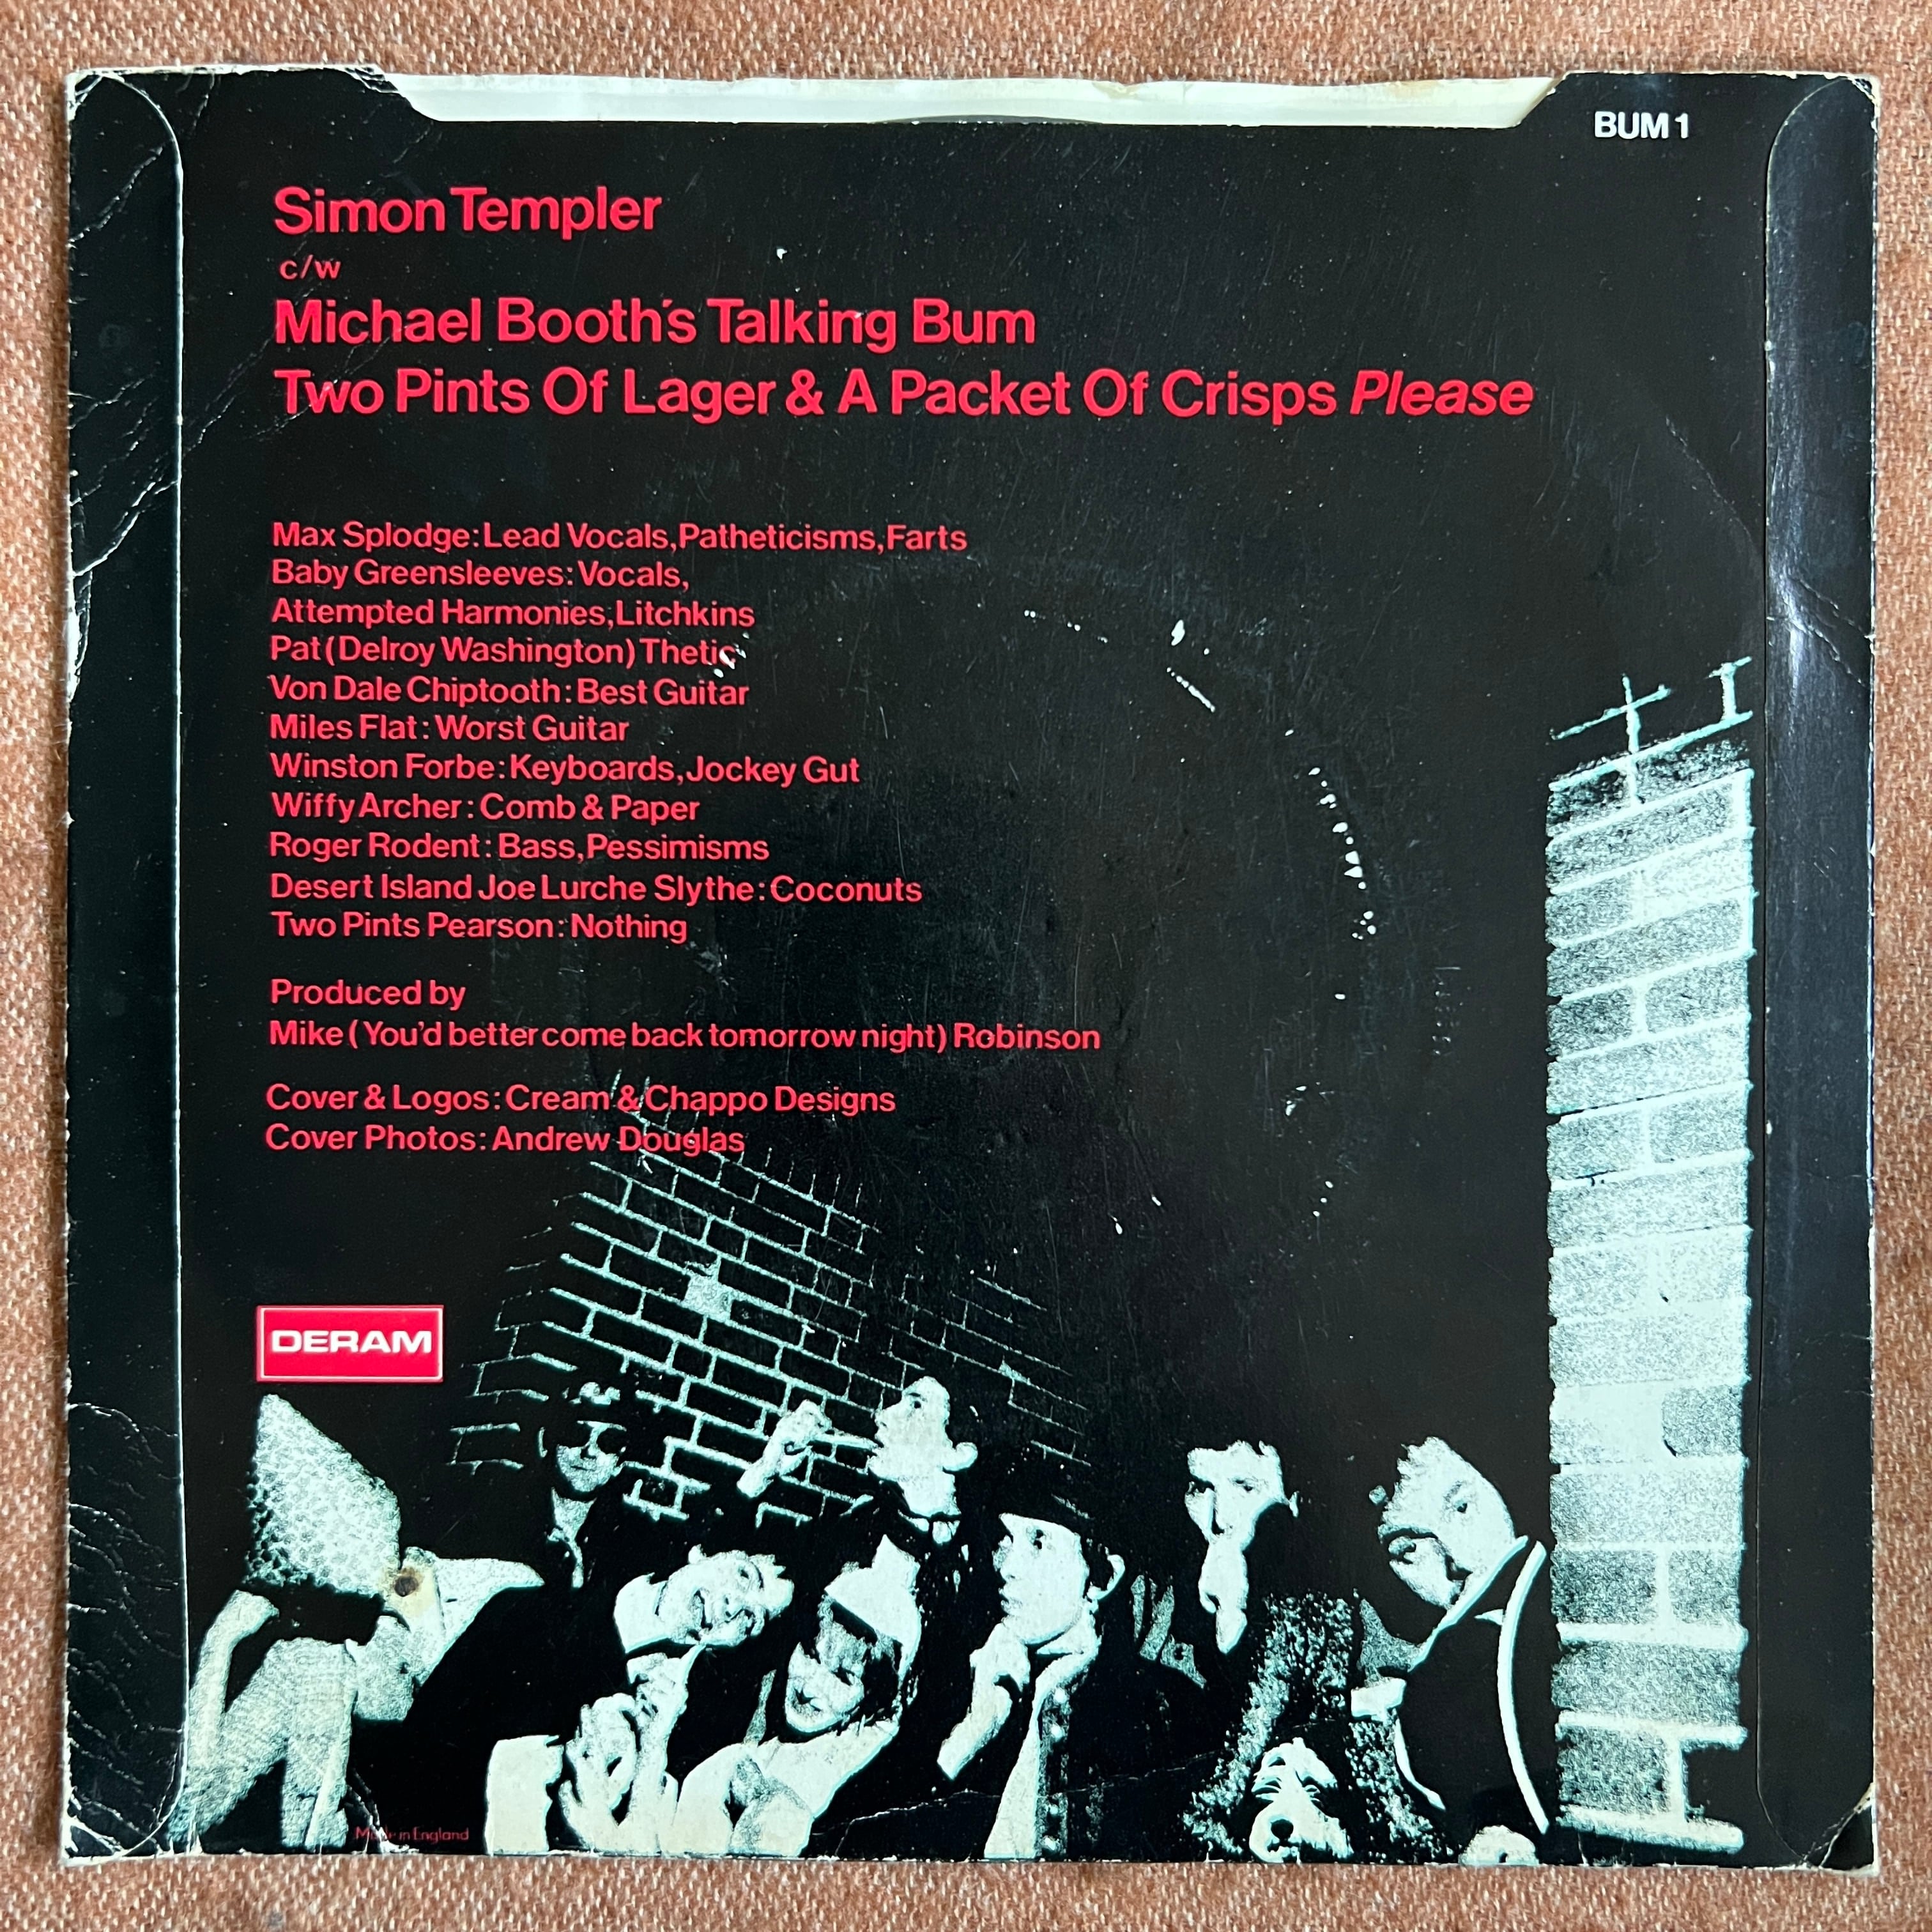 BUM 1
Simon Templer
c/w
Michael Booth's Talking Bum
Two Pints Of Lager & A Packet Of Crisps Please
Max Splodge: Lead Vocals, Patheticisms, Farts
Baby Greensleeves: Vocals,
Attempted Harmonies, Litchkins
Pat (Delroy Washington) Thetic
Von Dale Chiptooth: Best Guitar
Miles Flat: Worst Guitar
Winston Forbe: Keyboards, Jockey Gut
Wiffy Archer: Comb & Paper
Roger Rodent: Bass, Pessimisms
Desert Island Joe Lurche Slythe: Coconuts
Two Pints Pearson: Nothing
Produced by
Mike (You'd better come back tomorrow night) Robinson
Cover & Logos: Cream & Chappo Designs
Cover Photos: Andrew Douglas
DERAM
Made in England